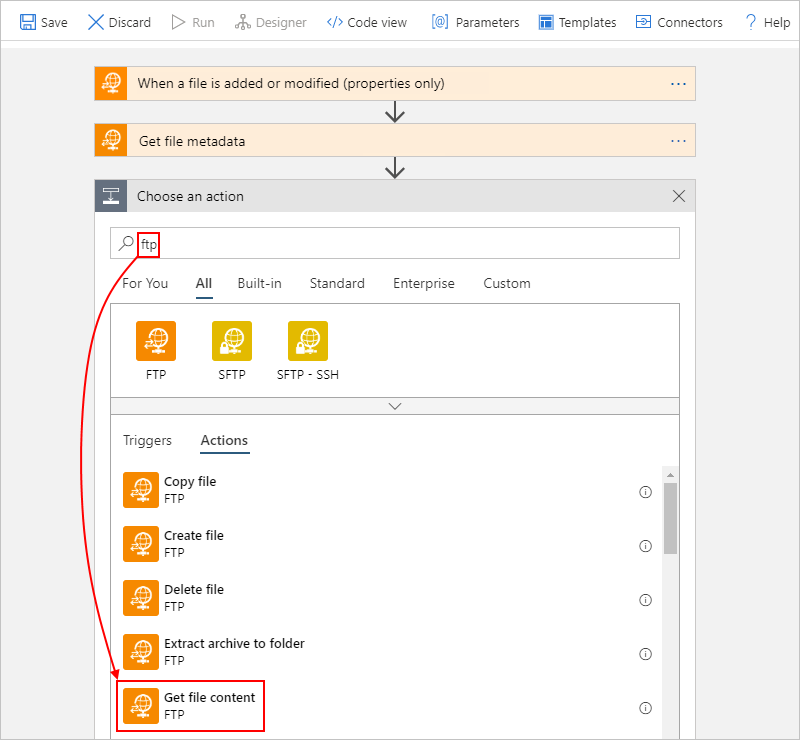 Save Discard Run Designer Code view Parameters Templates Connectors Help
When a file is added or modified (properties only)
Get file metadata
Choose an action
ftp
For You All Built-in Standard Enterprise Custom
FTP SFTP SFTP - SSH
Triggers Actions
Copy file
FTP
Create file
FTP
Delete file
FTP
Extract archive to folder
FTP
Get file content
FTP